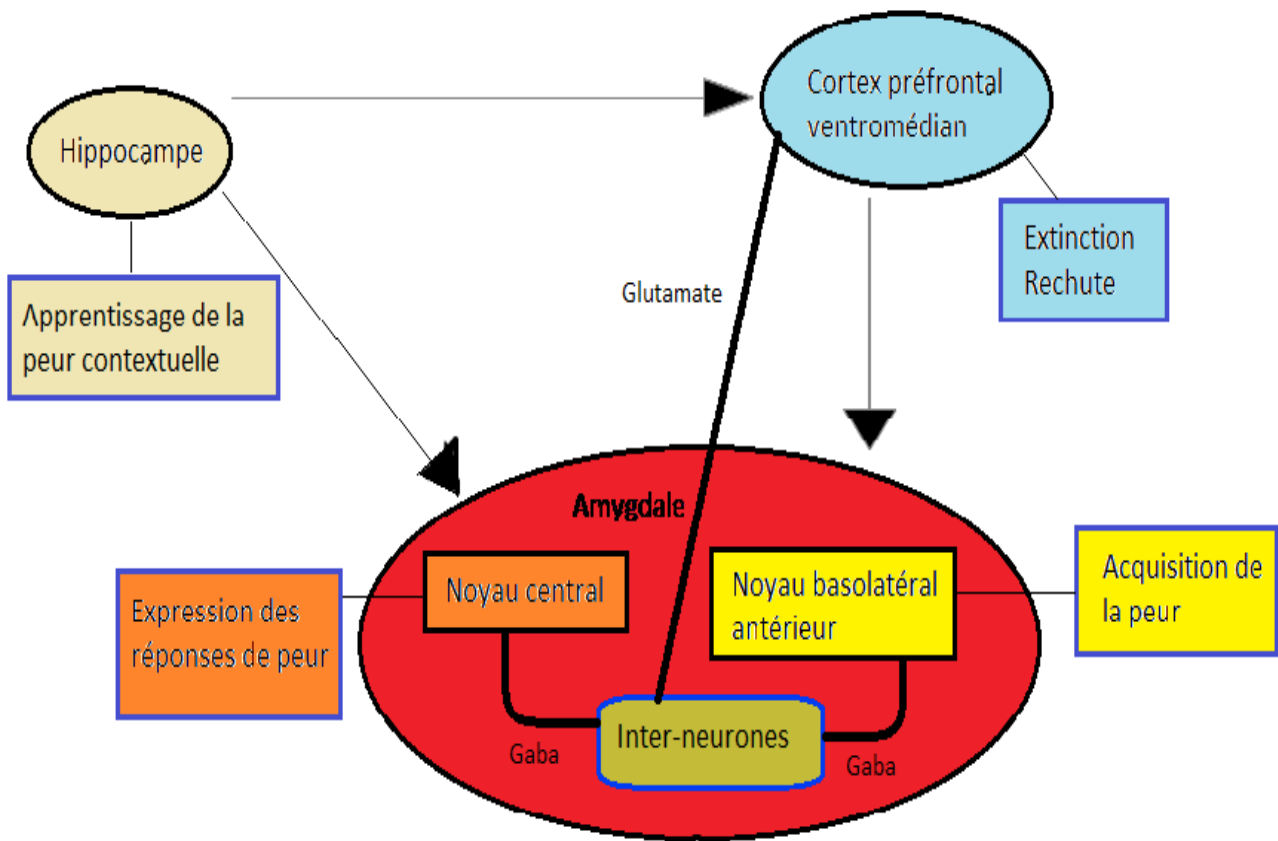 Hippocampe
Cortex préfrontal
ventromédian
Apprentissage de la
peur contextuelle
Extinction
Rechute
Glutamate
Amygdale
Noyau central
Noyau basolatéral
antérieur
Expression des
réponses de peur
Acquisition de
la peur
Inter-neurones
Gaba
Gaba